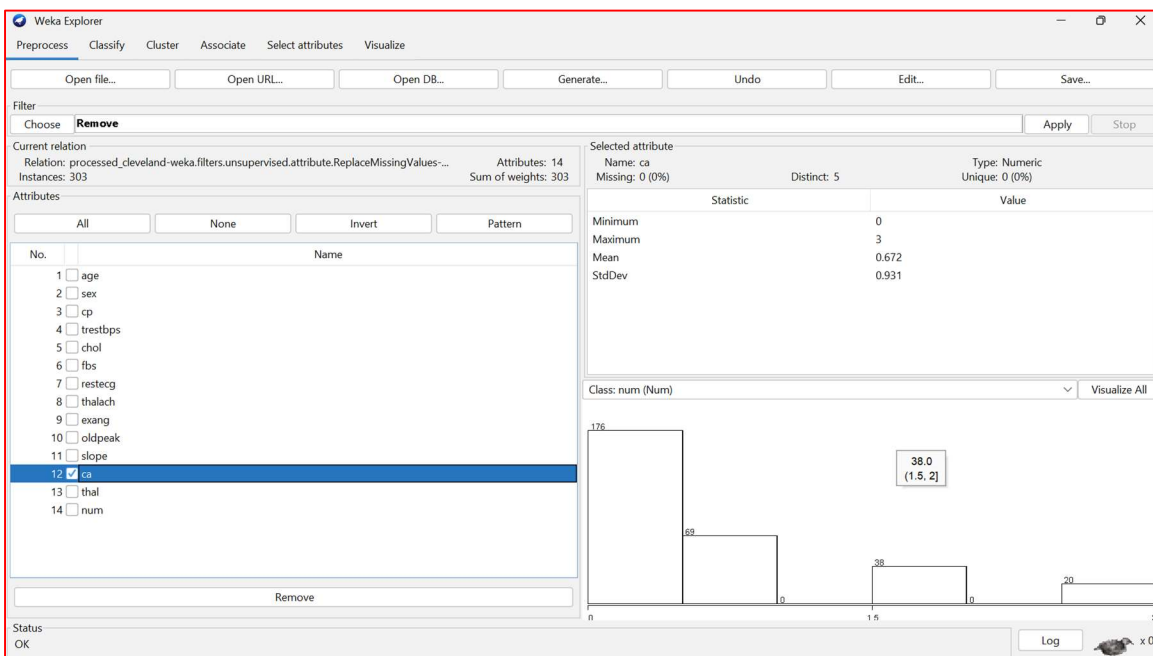 Weka Explorer
Preprocess Classify Cluster Associate Select attributes Visualize
Open file... Open URL... Open DB... Generate... Undo Edit... Save...
Filter
Choose Remove Apply Stop
Current relation
Relation: processed_cleveland-weka.filters.unsupervised.attribute.ReplaceMissingValues-... Attributes: 14
Instances: 303 Sum of weights: 303
Attributes
All None Invert Pattern
No. Name
1 age
2 sex
3 cp
4 trestbps
5 chol
6 fbs
7 restecg
8 thalach
9 exang
10 oldpeak
11 slope
12 ca
13 thal
14 num
Remove
Selected attribute
Name: ca Type: Numeric
Missing: 0 (0%) Distinct: 5 Unique: 0 (0%)
Statistic Value
Minimum 0
Maximum 3
Mean 0.672
StdDev 0.931
Class: num (Num) Visualize All
176
38.0
(1.5, 2]
69
38
20
0 0
0 1.5
Status
OK
Log x 0